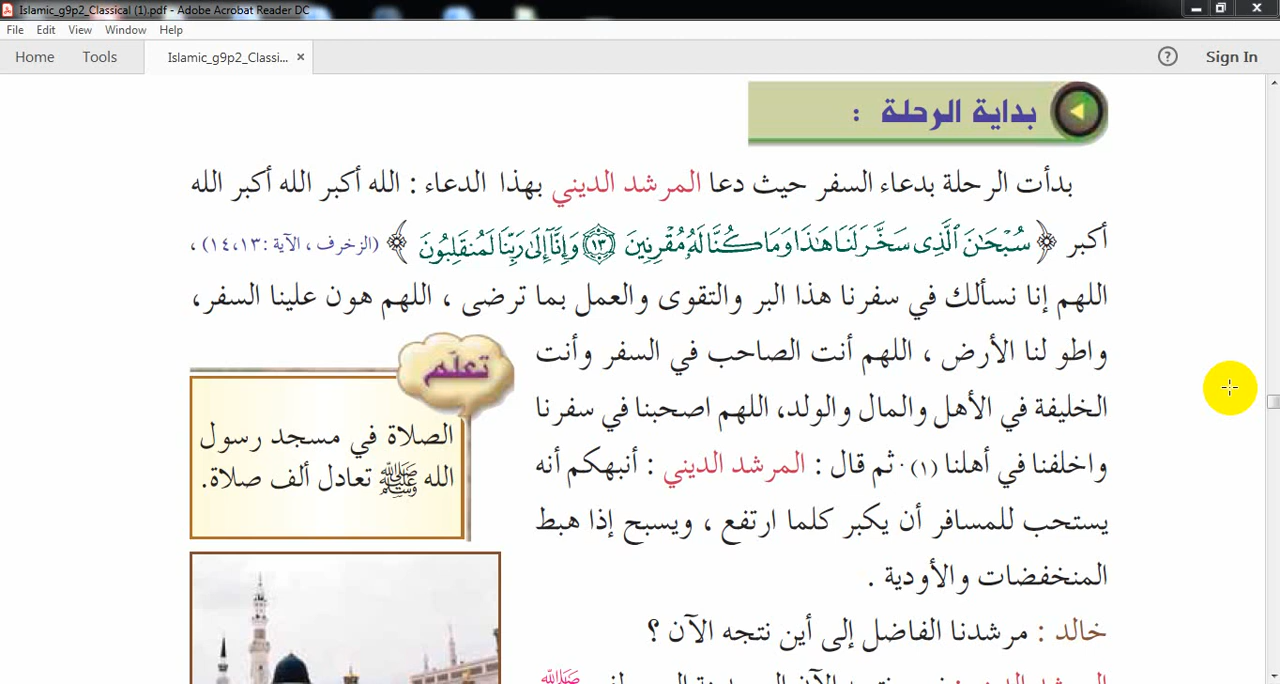 Islamic_g9p2_Classical (1).pdf - Adobe Acrobat Reader DC
File Edit View Window Help
Home Tools Islamic_g9p2_Classi... × ? Sign In
بداية الرحلة :
بدأت الرحلة بدعاء السفر حيث دعا المرشد الديني بهذا الدعاء : الله أكبر الله أكبر الله
أكبر ﴿ سُبْحَانَ ٱلَّذِى سَخَّرَ لَنَا هَٰذَا وَمَا كُنَّا لَهُۥ مُقْرِنِينَ ۝١٣ وَإِنَّآ إِلَىٰ رَبِّنَا لَمُنقَلِبُونَ ﴾ (الزخرف ، الآية :١٤،١٣) ،
اللهم إنا نسألك في سفرنا هذا البر والتقوى والعمل بما ترضى ، اللهم هون علينا السفر،
واطو لنا الأرض ، اللهم أنت الصاحب في السفر وأنت
الخليفة في الأهل والمال والولد، اللهم اصحبنا في سفرنا
واخلفنا في أهلنا (١)٠ ثم قال : المرشد الديني : أنبهكم أنه
يستحب للمسافر أن يكبر كلما ارتفع ، ويسبح إذا هبط
المنخفضات والأودية .
خالد : مرشدنا الفاضل إلى أين نتجه الآن ؟
تعلّم
الصلاة في مسجد رسول
الله ﷺ تعادل ألف صلاة.